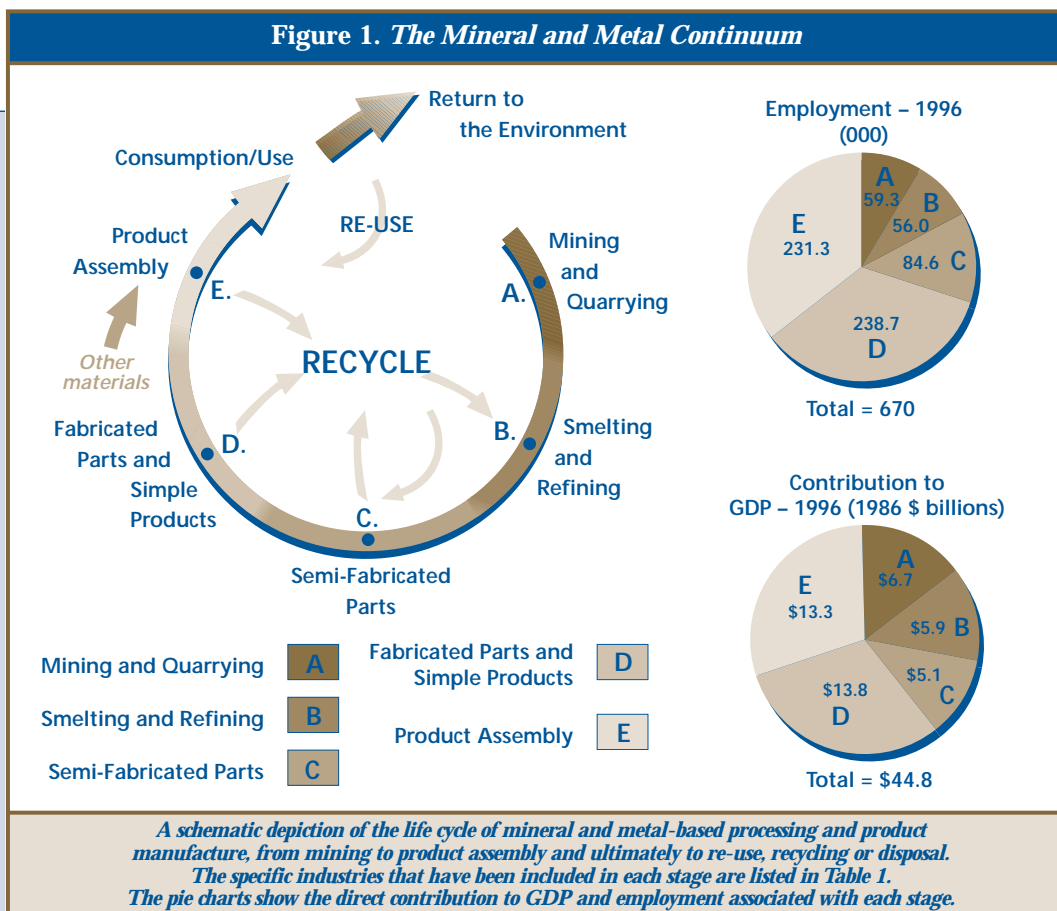 Figure 1. The Mineral and Metal Continuum
Return to
the Environment
Consumption/Use
RE-USE
Product
Assembly
E.
Other
materials
Mining
and
Quarrying
A.
RECYCLE
Fabricated
Parts and
Simple
Products
D.
B.
Smelting
and
Refining
C.
Semi-Fabricated
Parts
Employment – 1996
(000)
A
59.3
B
56.0
C
84.6
238.7
D
E
231.3
Total = 670
Contribution to
GDP – 1996 (1986 $ billions)
A
$6.7
$5.9 B
$5.1
C
$13.8
D
E
$13.3
Total = $44.8
Mining and Quarrying A
Smelting and Refining B
Semi-Fabricated Parts C
Fabricated Parts and
Simple Products D
Product Assembly E
A schematic depiction of the life cycle of mineral and metal-based processing and product
manufacture, from mining to product assembly and ultimately to re-use, recycling or disposal.
The specific industries that have been included in each stage are listed in Table 1.
The pie charts show the direct contribution to GDP and employment associated with each stage.